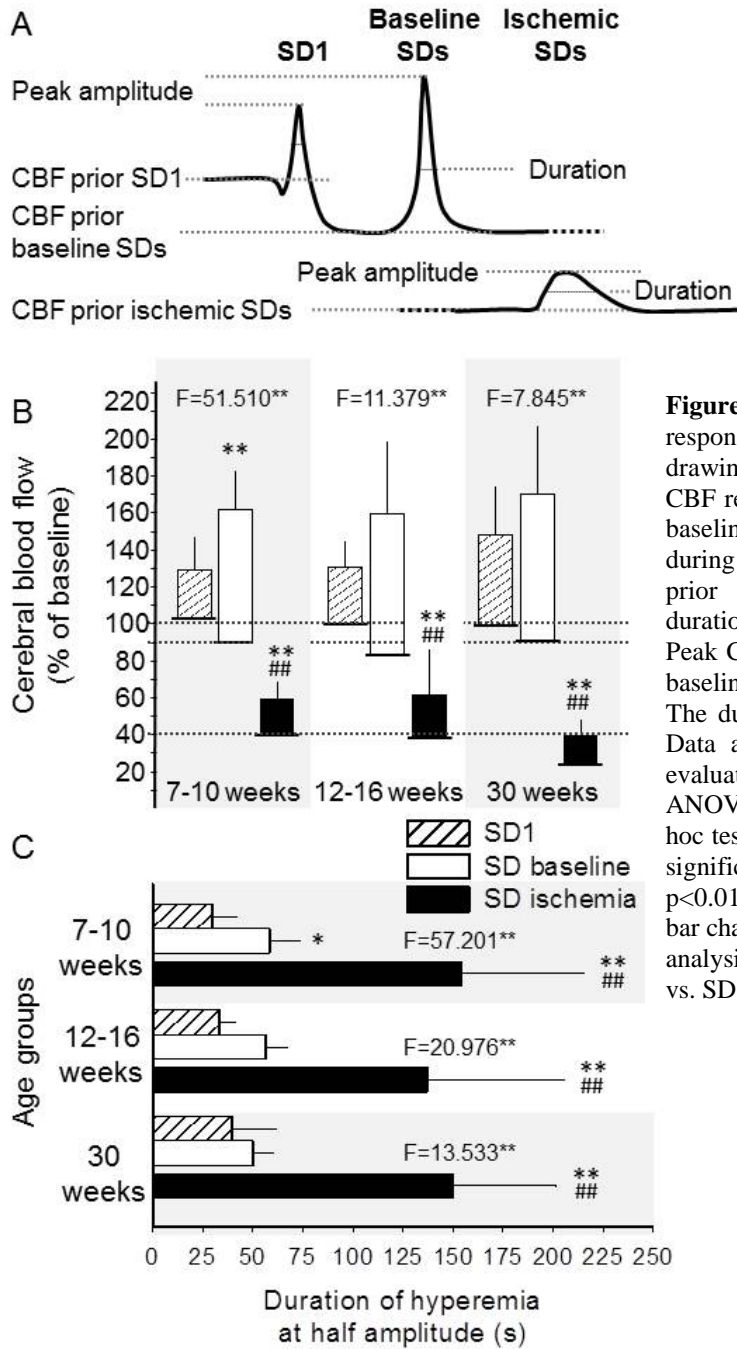 A
SD1
Baseline SDs
Ischemic SDs
Peak amplitude
CBF prior SD1
Duration
CBF prior
baseline SDs
Peak amplitude
Duration
CBF prior ischemic SDs
B
F=51.510**
F=11.379**
F=7.845**
Cerebral blood flow
(% of baseline)
220
200
180
160
130
100
80
60
40
20
**
**
##
**
##
**
##
7-10 weeks
12-16 weeks
30 weeks
SD1
SD baseline
SD ischemia
C
Age groups
7-10
weeks
*
F=57.201**
**
##
12-16
weeks
F=20.976**
**
##
30
weeks
F=13.533**
**
##
0 25 50 75 100 125 150 175 200 225 250
Duration of hyperemia
at half amplitude (s)
Figure
respon
drawin
CBF re
baselin
during
prior
duratio
Peak C
baselin
The du
Data a
evaluat
ANOV
hoc tes
signific
p<0.01
bar cha
analysi
vs. SD